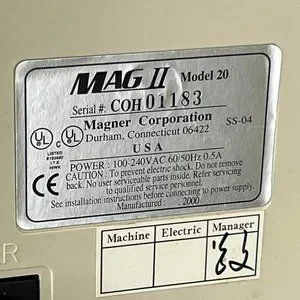 MAG II Model 20
Serial#: COH01183
Magner Corporation
Durham, Connecticut 06422 SS-04
U S A
UL
LISTED
I.T.E
UL
CE
POWER : 100-240VAC 60/50Hz 0.5A
CAUTION : To prevent electric shock. Do not remove
back. No user serviceable parts inside. Refer servicing
to qualified service personnel.
See installation instructions before connecting to power supply.
Manufactured : 2000
Machine Electric Manager
R